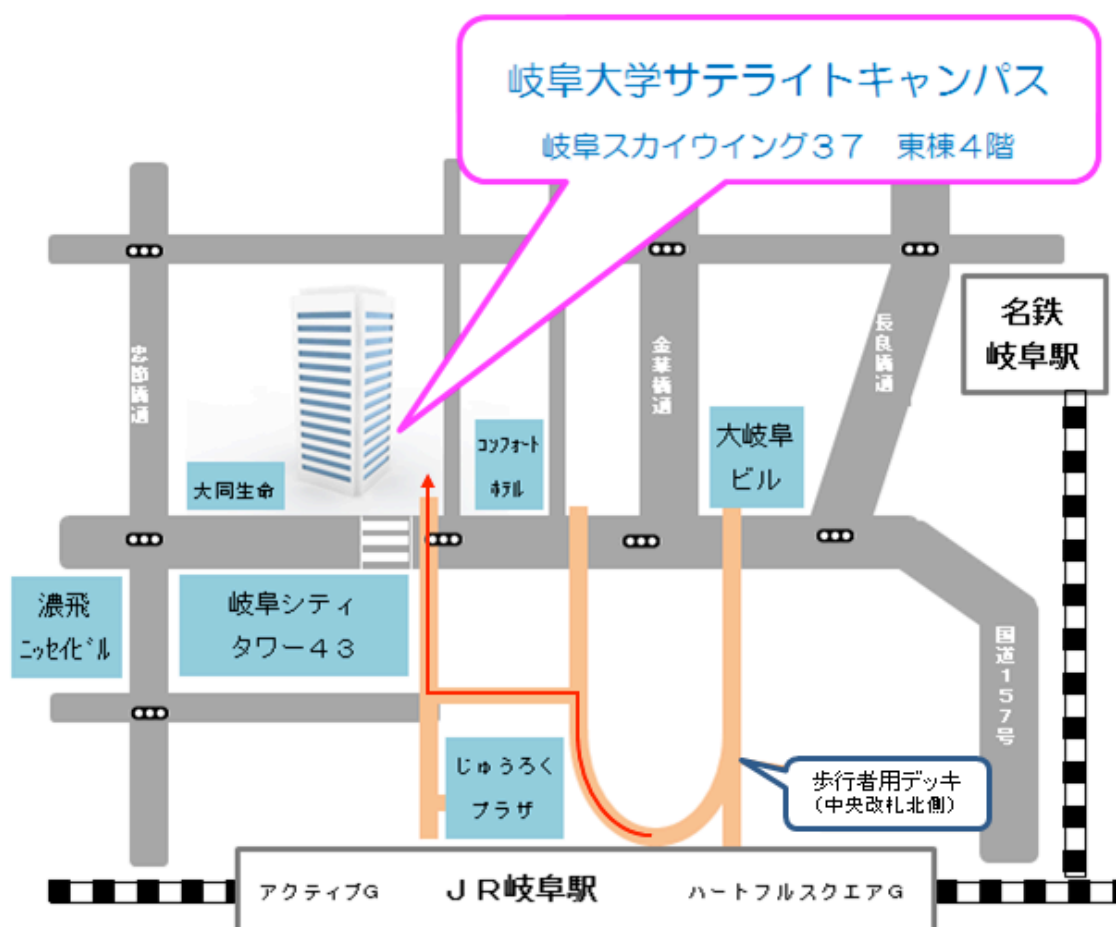 岐阜大学サテライトキャンパス
岐阜スカイウイング37　東棟4階
名鉄
岐阜駅
忠節橋通
金華橋通
長良橋通
コンフォート
ホテル
大岐阜
ビル
大同生命
濃飛
ニッセイビル
岐阜シティ
タワー43
国道157号
じゅうろく
プラザ
歩行者用デッキ
(中央改札北側)
アクティブG
JR岐阜駅
ハートフルスクエアG